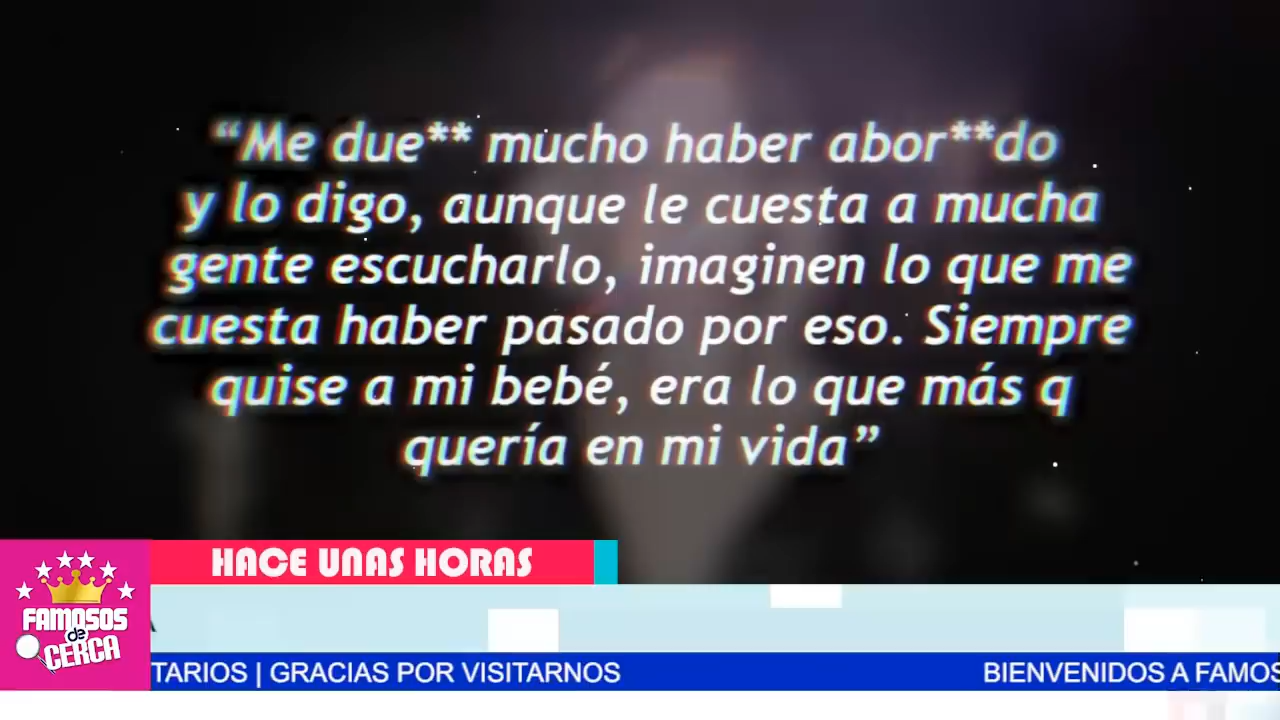 “Me due** mucho haber abor**do
y lo digo, aunque le cuesta a mucha
gente escucharlo, imaginen lo que me
cuesta haber pasado por eso. Siempre
quise a mi bebé, era lo que más q
quería en mi vida”
HACE UNAS HORAS
FAMOSOS
de
CERCA
TARIOS | GRACIAS POR VISITARNOS BIENVENIDOS A FAMOS